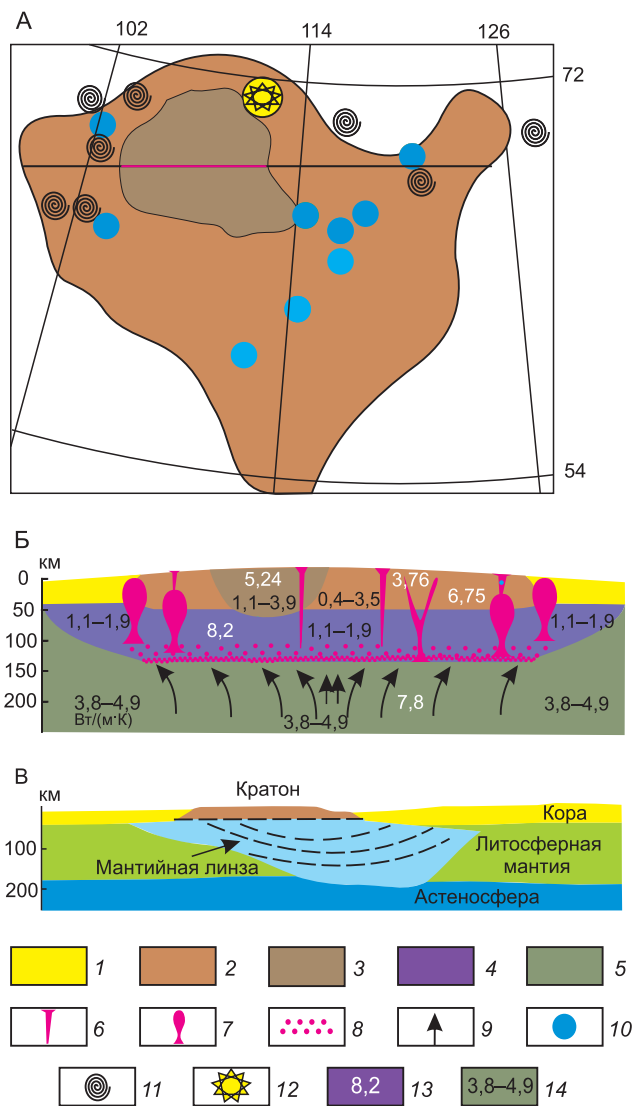 А
102 114 126
72
54
Б
км
0
50
100
150
200
5,24 3,76
1,1–3,9 0,4–3,5 6,75
1,1–1,9 8,2 1,1–1,9 1,1–1,9
3,8–4,9 7,8 3,8–4,9
Вт/(м·К) 3,8–4,9
В
км
100
200
Кратон
Кора
Мантийная линза
Литосферная
мантия
Астеносфера
1 2 3 4 5
6 7 8 9 10
11 12 8,2 13 3,8–4,9 14